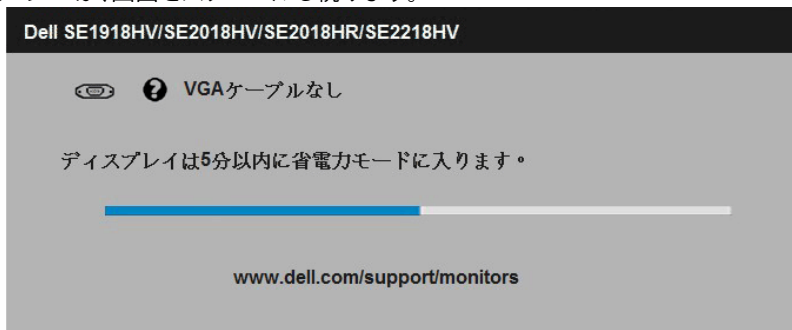 Dell SE1918HV/SE2018HV/SE2018HR/SE2218HV
VGAケーブルなし
ディスプレイは5分以内に省電力モードに入ります。
www.dell.com/support/monitors